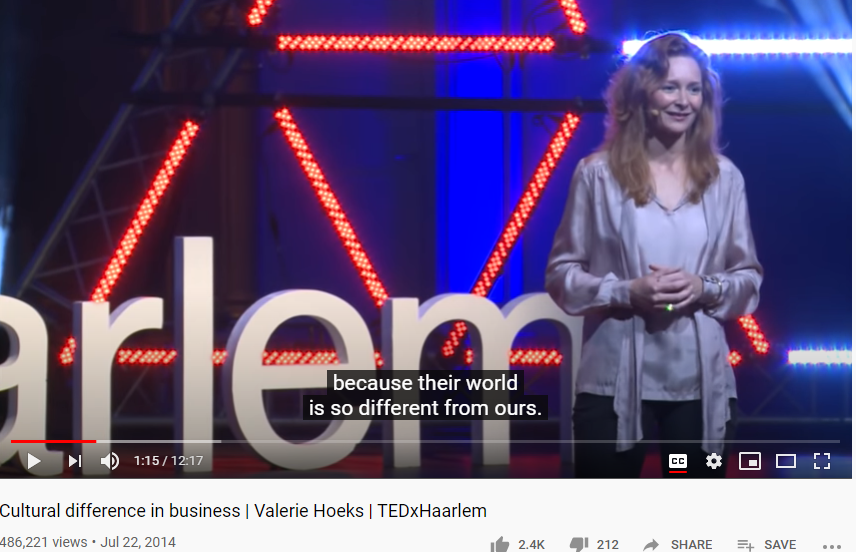 arlem
because their world
is so different from ours.
1:15 / 12:17
CC
Cultural difference in business | Valerie Hoeks | TEDxHaarlem
486,221 views • Jul 22, 2014
2.4K 212 SHARE SAVE